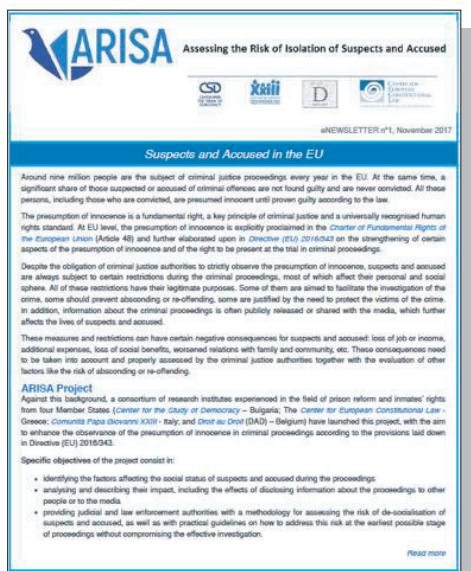 ARISA
Assessing the Risk of Isolation of Suspects and Accused
CSD
XXIII
D
CENTRE FOR
EUROPEAN
CONSTITUTIONAL
LAW
eNEWSLETTER n°1, November 2017
Suspects and Accused in the EU
Around nine million people are the subject of criminal justice proceedings every year in the EU. At the same time, a
significant share of those suspected or accused of criminal offences are not found guilty and are never convicted. All these
persons, including those who are convicted, are presumed innocent until proven guilty according to the law.
The presumption of innocence is a fundamental right, a key principle of criminal justice and a universally recognised human
rights standard. At EU level, the presumption of innocence is explicitly proclaimed in the Charter of Fundamental Rights of
the European Union (Article 48) and further elaborated upon in Directive (EU) 2016/343 on the strengthening of certain
aspects of the presumption of innocence and of the right to be present at the trial in criminal proceedings.
Despite the obligation of criminal justice authorities to strictly observe the presumption of innocence, suspects and accused
are always subject to certain restrictions during the criminal proceedings, most of which affect their personal and social
sphere. All of these restrictions have their legitimate purposes. Some of them are aimed to facilitate the investigation of the
crime, some should prevent absconding or re-offending, some are justified by the need to protect the victims of the crime.
In addition, information about the criminal proceedings is often publicly released or shared with the media, which further
affects the lives of suspects and accused.
These measures and restrictions can have certain negative consequences for suspects and accused: loss of job or income,
additional expenses, loss of social benefits, worsened relations with family and community, etc. These consequences need
to be taken into account and properly assessed by the criminal justice authorities together with the evaluation of other
factors like the risk of absconding or re-offending.
ARISA Project
Against this background, a consortium of research institutes experienced in the field of prison reform and inmates' rights
from four Member States (Center for the Study of Democracy – Bulgaria; The Center for European Constitutional Law -
Greece; Comunità Papa Giovanni XXIII - Italy; and Droit au Droit (DAD) – Belgium) have launched this project, with the aim
to enhance the observance of the presumption of innocence in criminal proceedings according to the provisions laid down
in Directive (EU) 2016/343.
Specific objectives of the project consist in:
• identifying the factors affecting the social status of suspects and accused during the proceedings
• analysing and describing their impact, including the effects of disclosing information about the proceedings to other
people or to the media
• providing judicial and law enforcement authorities with a methodology for assessing the risk of de-socialisation of
suspects and accused, as well as with practical guidelines on how to address this risk at the earliest possible stage
of proceedings without compromising the effective investigation.
Read more